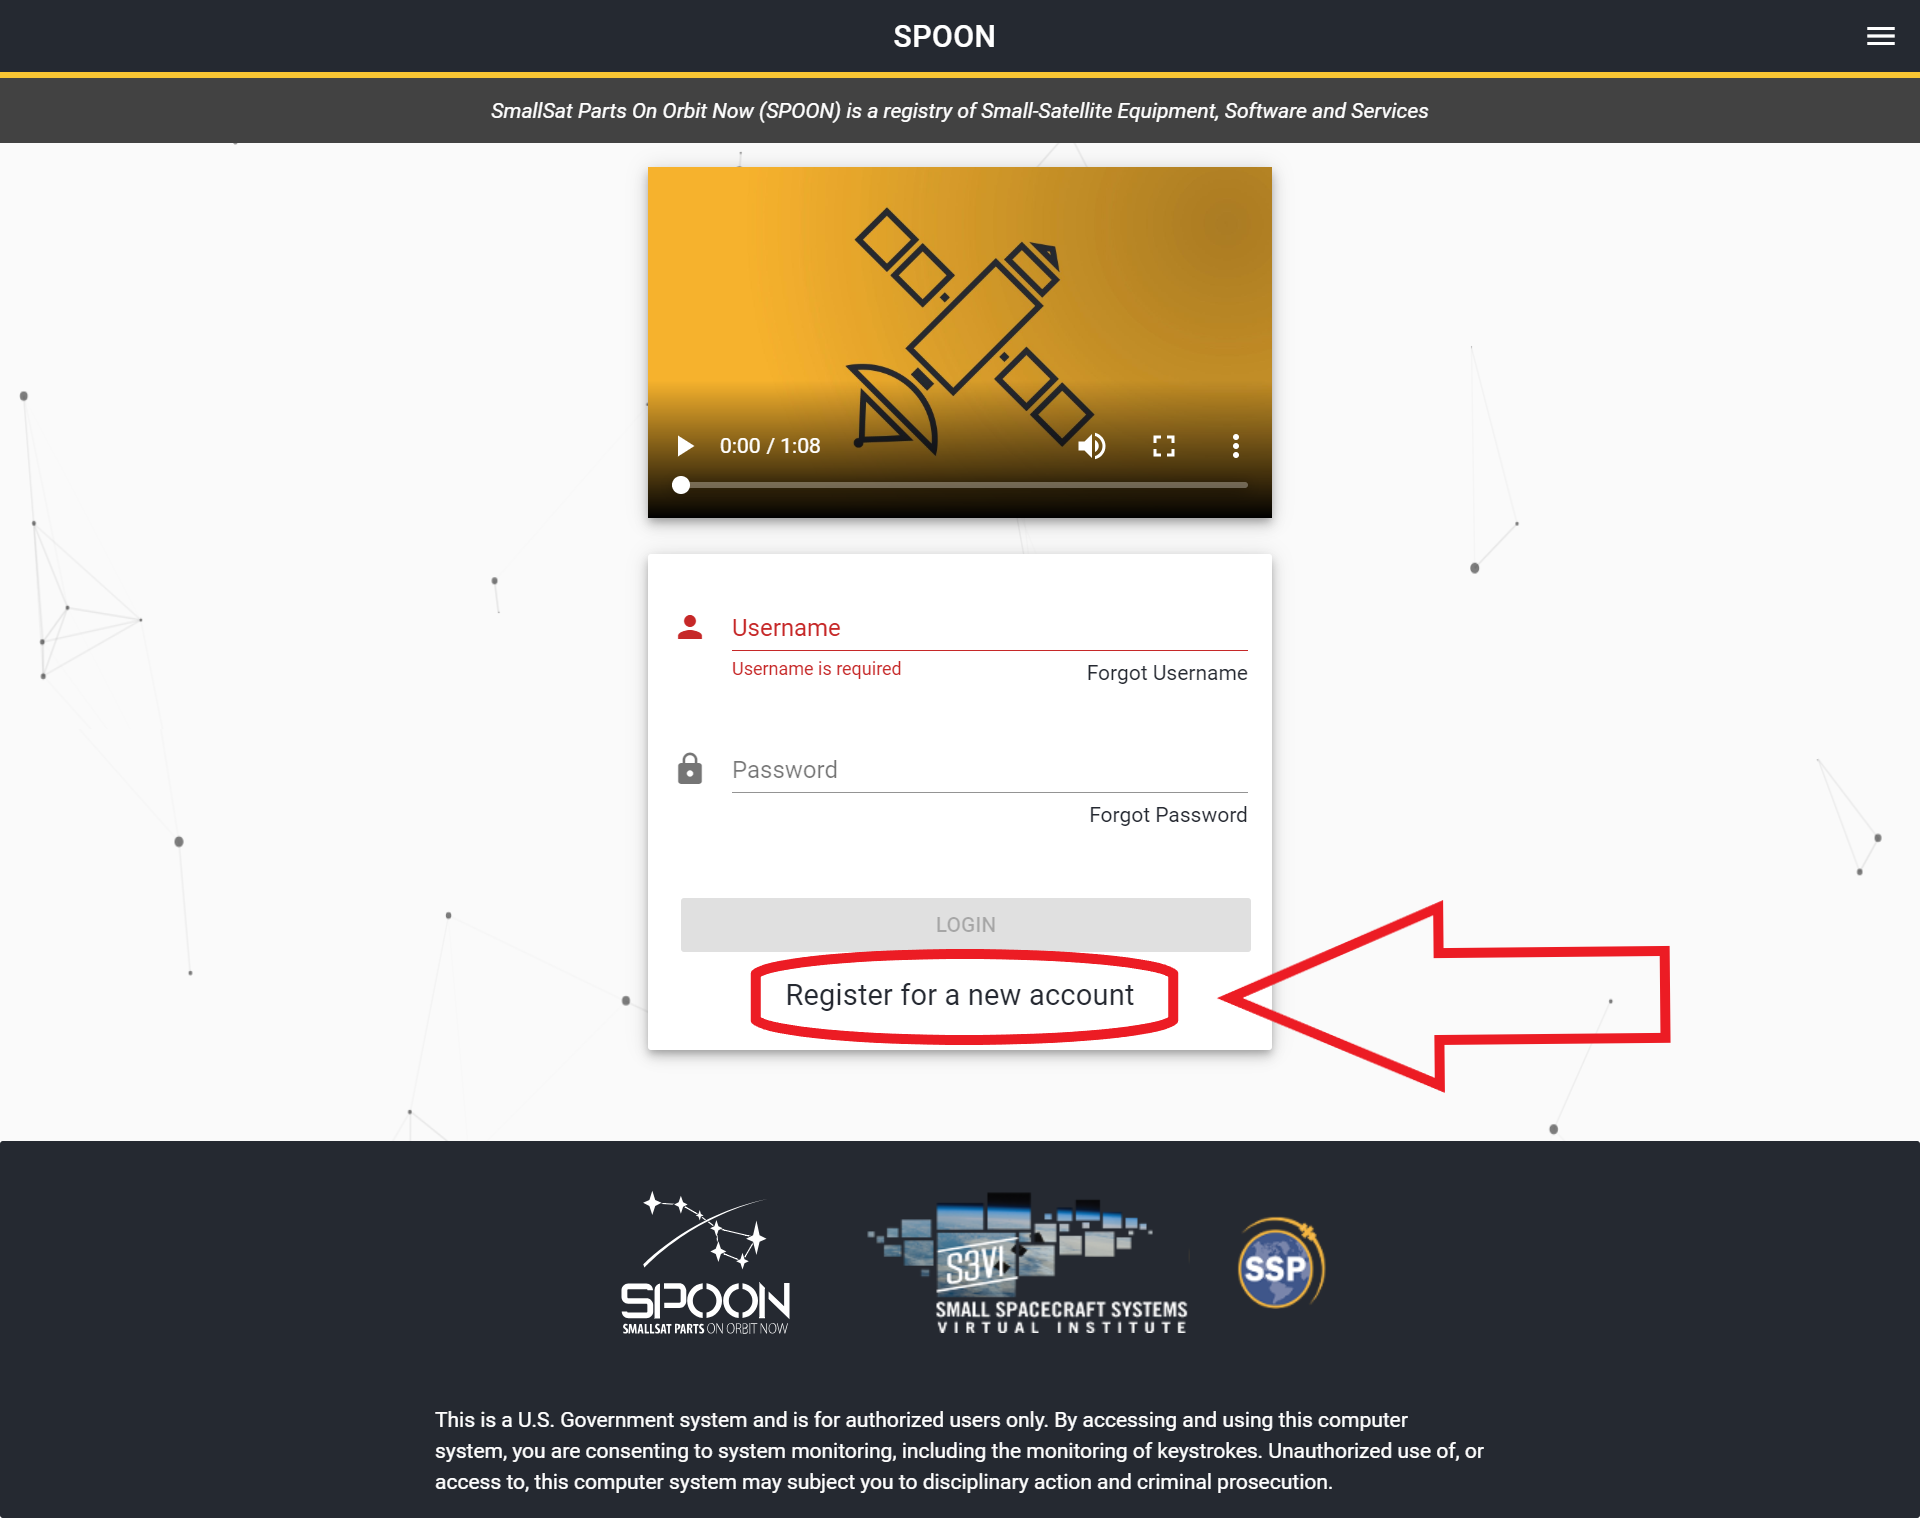 SPOON
SmallSat Parts On Orbit Now (SPOON) is a registry of Small-Satellite Equipment, Software and Services
0:00 / 1:08
Username
Username is required
Forgot Username
Password
Forgot Password
LOGIN
Register for a new account
SPOON
SMALLSAT PARTS ON ORBIT NOW
S3VI
SMALL SPACECRAFT SYSTEMS
VIRTUAL INSTITUTE
SSP
This is a U.S. Government system and is for authorized users only. By accessing and using this computer
system, you are consenting to system monitoring, including the monitoring of keystrokes. Unauthorized use of, or
access to, this computer system may subject you to disciplinary action and criminal prosecution.